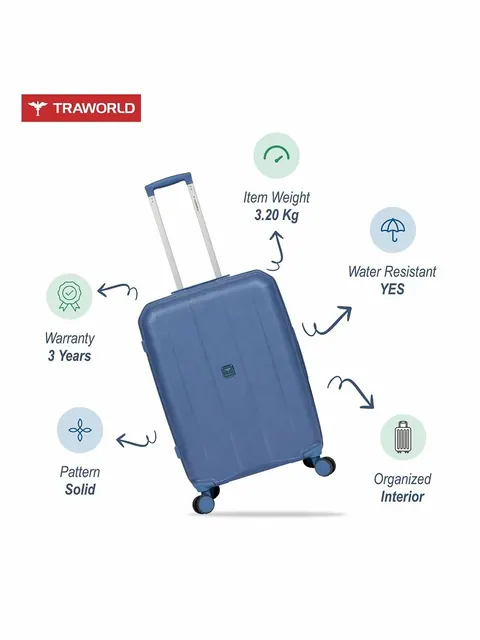 TRAWORLD
Item Weight
3.20 Kg
Water Resistant
YES
Warranty
3 Years
Pattern
Solid
Organized
Interior